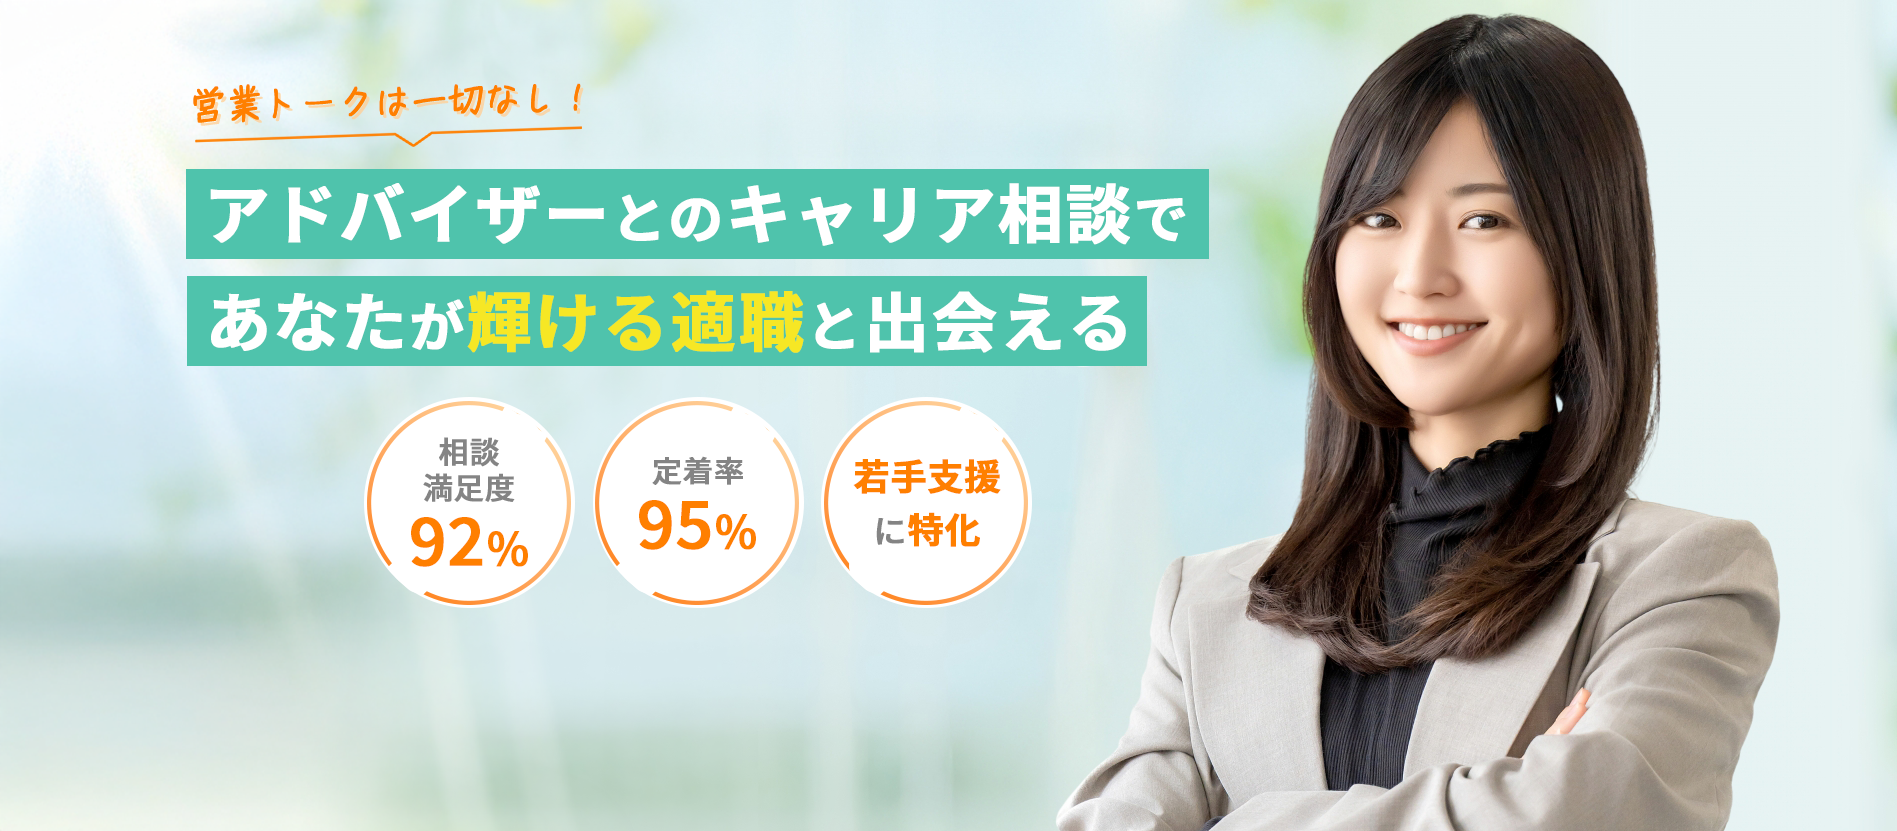 営業トークは一切なし！
アドバイザーとのキャリア相談で
あなたが輝ける適職と出会える
相談
満足度
92%
定着率
95%
若手支援
に特化